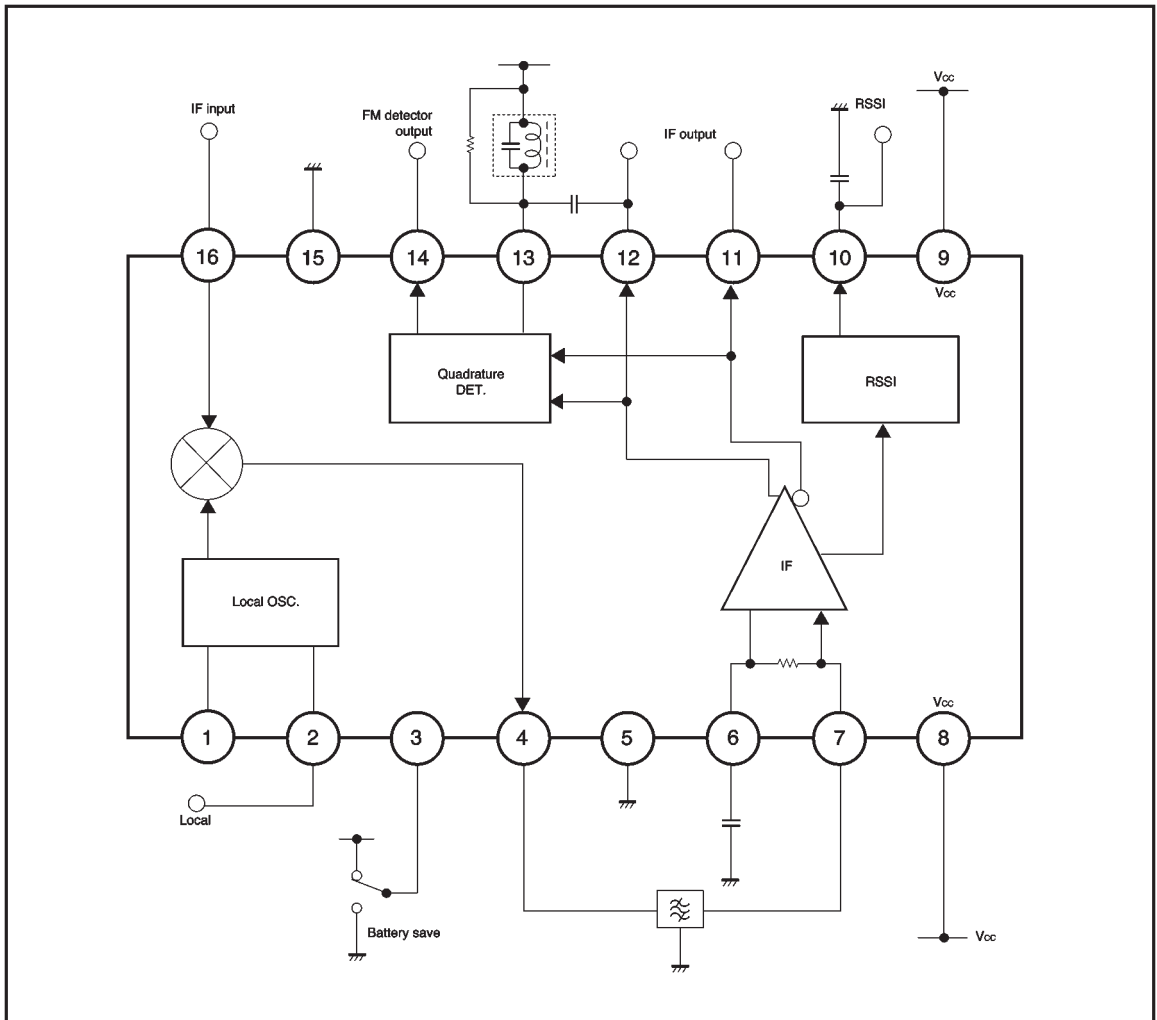 IF input
FM detector
output
IF output
RSSI
Vcc
16
15
14
13
12
11
10
9
Vcc
Quadrature
DET.
RSSI
IF
Local OSC.
Vcc
1
2
3
4
5
6
7
8
Local
Battery save
Vcc